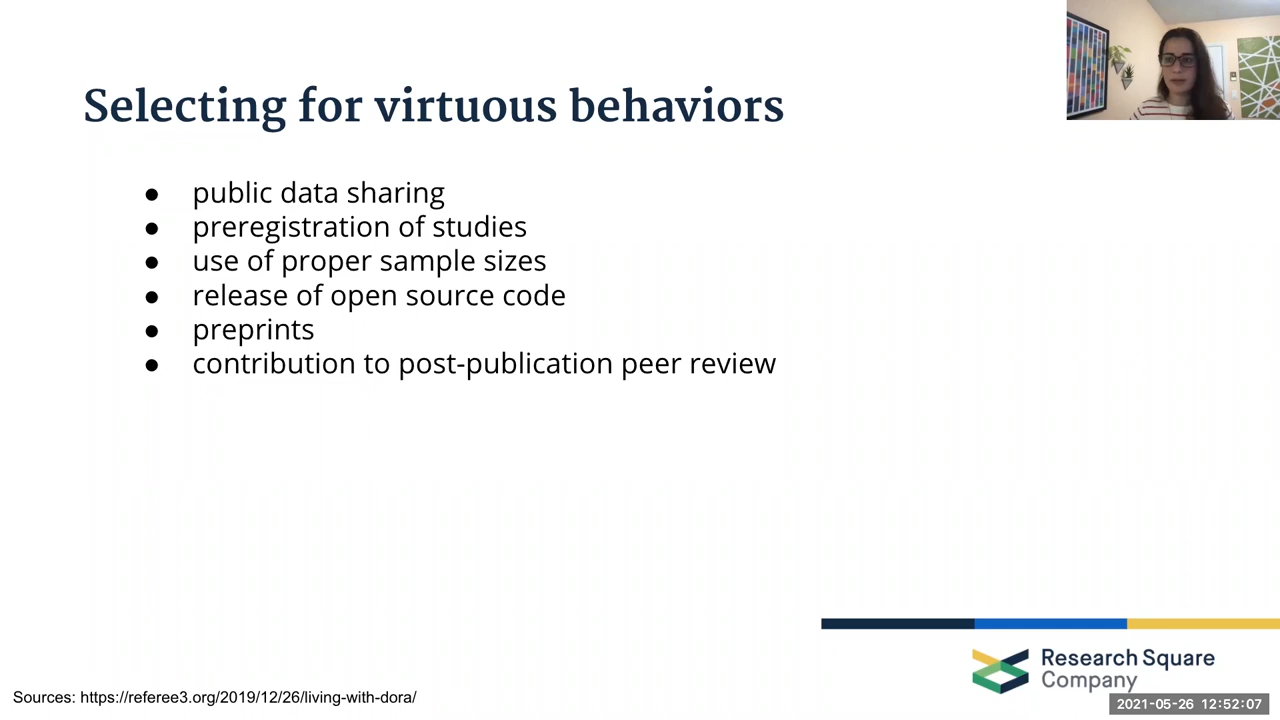 Selecting for virtuous behaviors
● public data sharing
● preregistration of studies
● use of proper sample sizes
● release of open source code
● preprints
● contribution to post-publication peer review
Research Square
Company
Sources: https://referee3.org/2019/12/26/living-with-dora/
2021-05-26 12:52:07